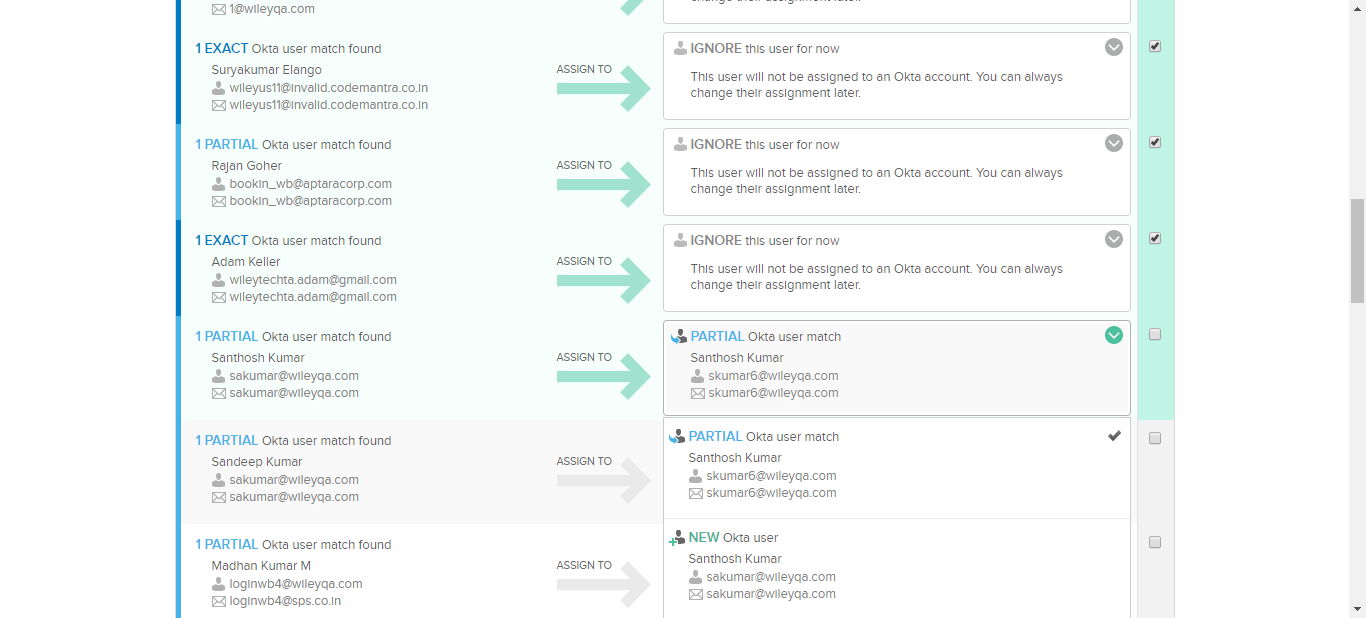 1@wileyqa.com
change their assignment later.
1 EXACT Okta user match found
Suryakumar Elango
wileyus11@invalid.codemantra.co.in
wileyus11@invalid.codemantra.co.in
ASSIGN TO
IGNORE this user for now
This user will not be assigned to an Okta account. You can always
change their assignment later.
1 PARTIAL Okta user match found
Rajan Goher
bookin_wb@aptaracorp.com
bookin_wb@aptaracorp.com
ASSIGN TO
IGNORE this user for now
This user will not be assigned to an Okta account. You can always
change their assignment later.
1 EXACT Okta user match found
Adam Keller
wileytechta.adam@gmail.com
wileytechta.adam@gmail.com
ASSIGN TO
IGNORE this user for now
This user will not be assigned to an Okta account. You can always
change their assignment later.
1 PARTIAL Okta user match found
Santhosh Kumar
sakumar@wileyqa.com
sakumar@wileyqa.com
ASSIGN TO
PARTIAL Okta user match
Santhosh Kumar
skumar6@wileyqa.com
skumar6@wileyqa.com
1 PARTIAL Okta user match found
Sandeep Kumar
sakumar@wileyqa.com
sakumar@wileyqa.com
ASSIGN TO
PARTIAL Okta user match
Santhosh Kumar
skumar6@wileyqa.com
skumar6@wileyqa.com
1 PARTIAL Okta user match found
Madhan Kumar M
loginwb4@wileyqa.com
loginwb4@sps.co.in
ASSIGN TO
NEW Okta user
Santhosh Kumar
sakumar@wileyqa.com
sakumar@wileyqa.com